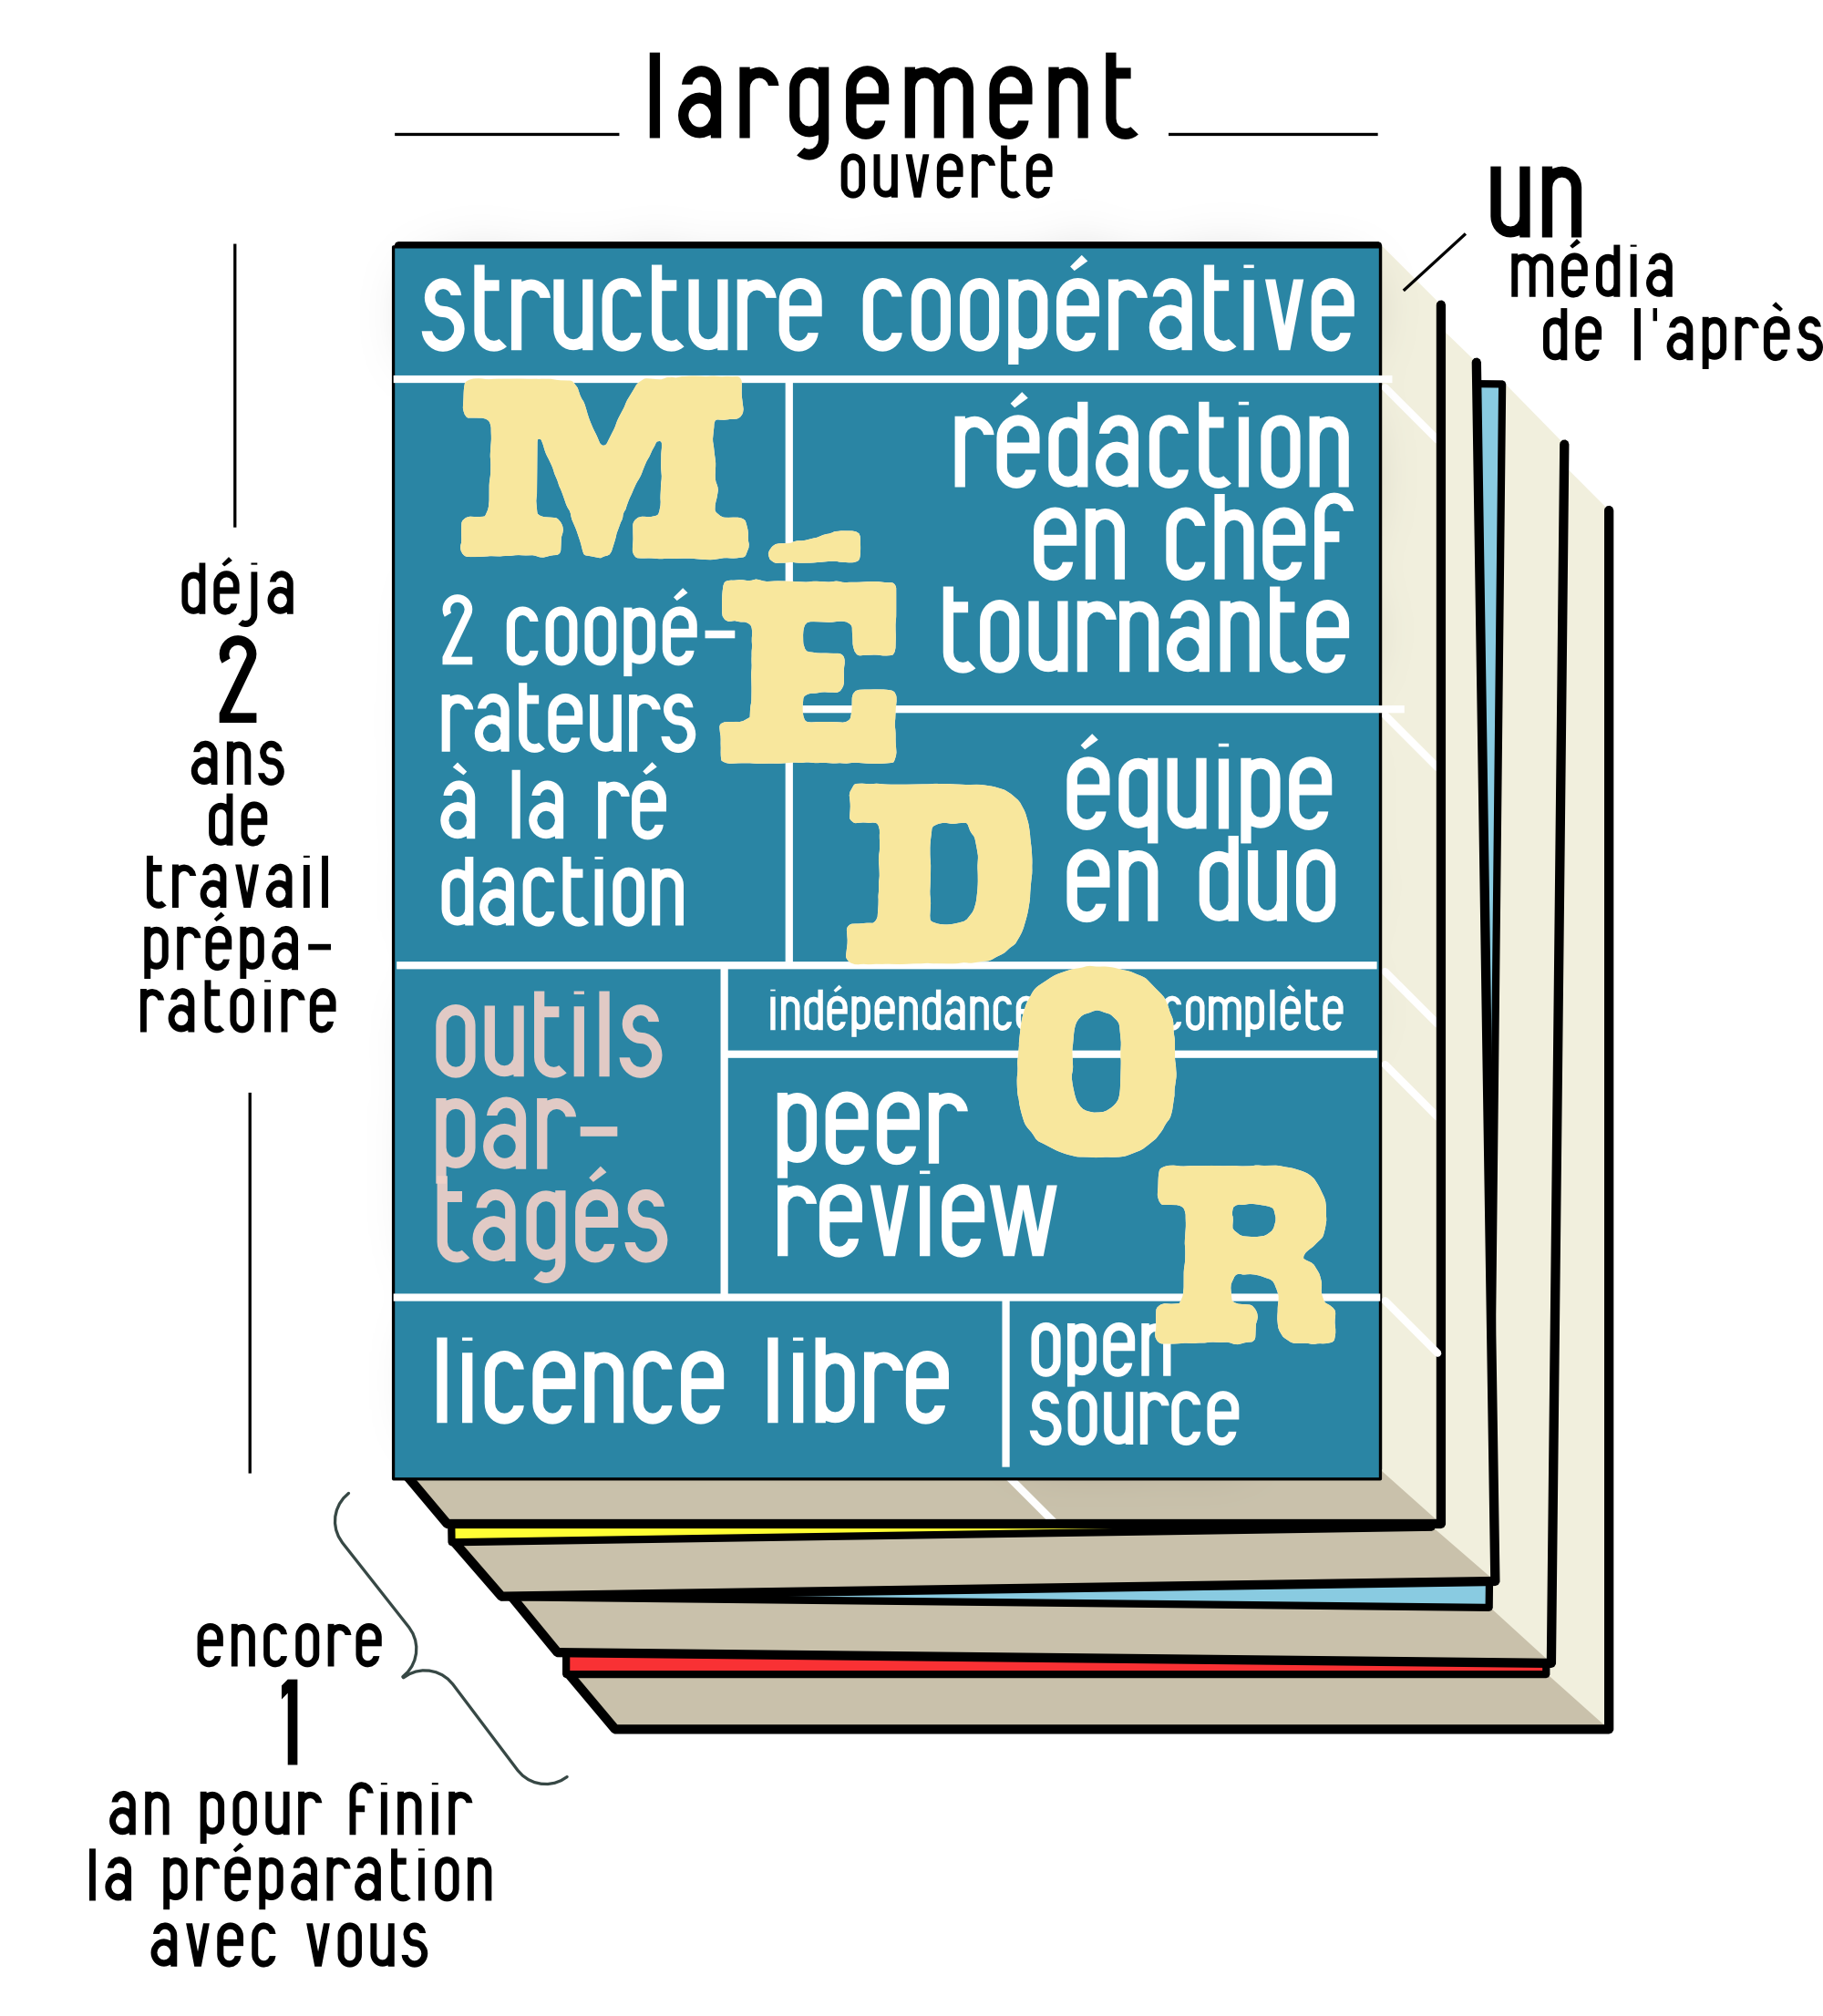 largement
ouverte
un
média
de l'après
structure coopérative
MÉDOR
rédaction
en chef
tournante
2 coopé-
rateurs
à la ré
daction
équipe
en duo
outils
par-
tagés
indépendance complète
peer
review
licence libre
open
source
déja
2
ans
de
travail
prépa-
ratoire
encore
1
an pour finir
la préparation
avec vous